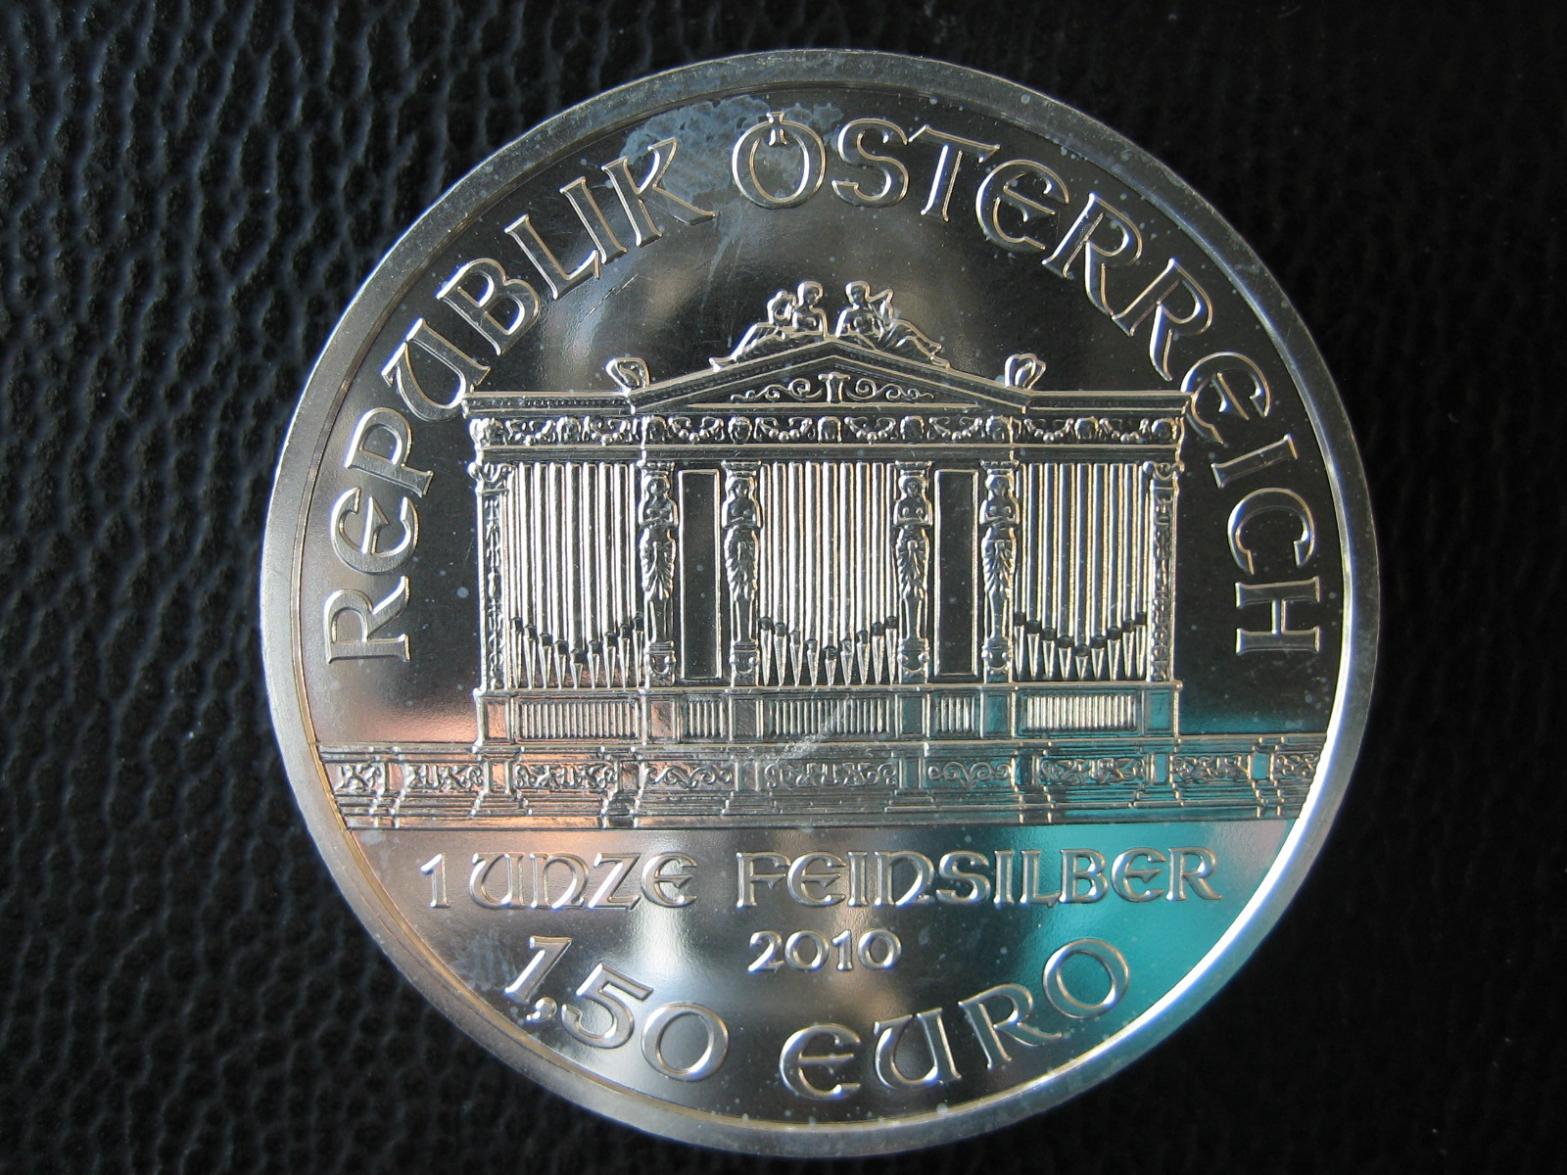 REPUBLIK ÖSTERREICH
1 UNZE FEINSILBER
2010
1,50 EURO